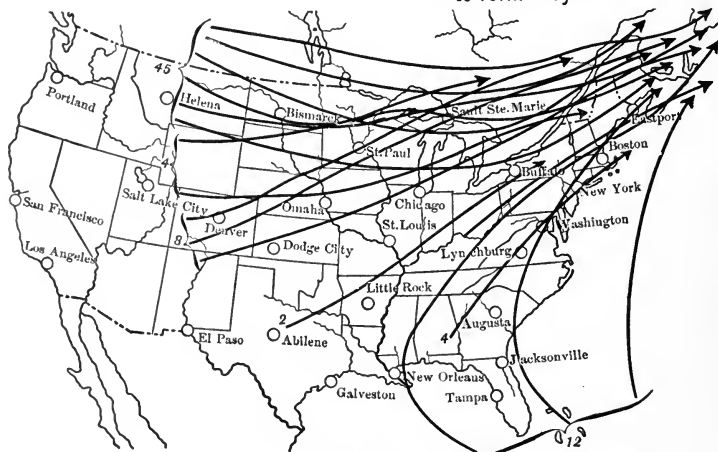 45
Portland
Helena
Bismarck
Sault Ste. Marie
Eastport
St. Paul
Boston
Buffalo
Salt Lake City
Chicago
New York
San Francisco
Omaha
Denver
St. Louis
Washington
8
Los Angeles
Dodge City
Lynchburg
Little Rock
2
El Paso
Abilene
4
Augusta
Jacksonville
New Orleans
Galveston
Tampa
12